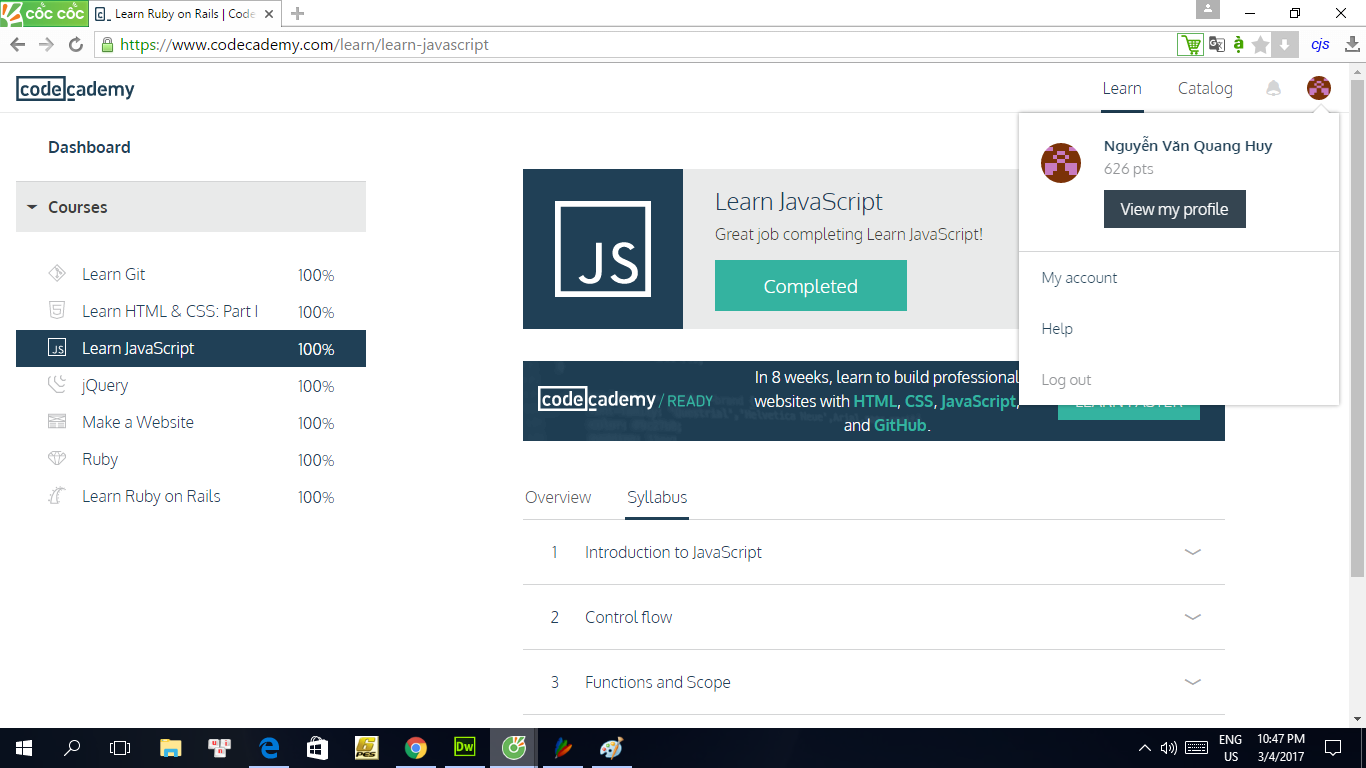 cốc cốc
Learn Ruby on Rails | Code
https://www.codecademy.com/learn/learn-javascript
cjs
codecademy
Learn
Catalog
Nguyễn Văn Quang Huy
626 pts
View my profile
My account
Help
Log out
Dashboard
Courses
Learn Git 100%
Learn HTML & CSS: Part I 100%
JS Learn JavaScript 100%
jQuery 100%
Make a Website 100%
Ruby 100%
Learn Ruby on Rails 100%
JS
Learn JavaScript
Great job completing Learn JavaScript!
Completed
codecademy / READY
In 8 weeks, learn to build professional
websites with HTML, CSS, JavaScript,
and GitHub.
LEARN FASTER
Overview
Syllabus
1 Introduction to JavaScript
2 Control flow
3 Functions and Scope
PES
Dw
ENG
US
10:47 PM
3/4/2017